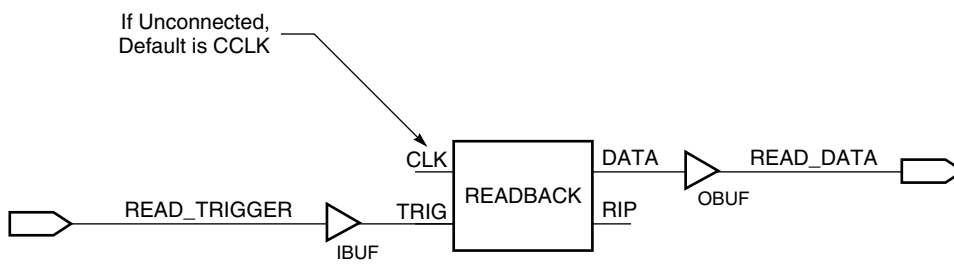 If Unconnected,
Default is CCLK
CLK
DATA
READ_DATA
READBACK
OBUF
READ_TRIGGER
TRIG
RIP
IBUF